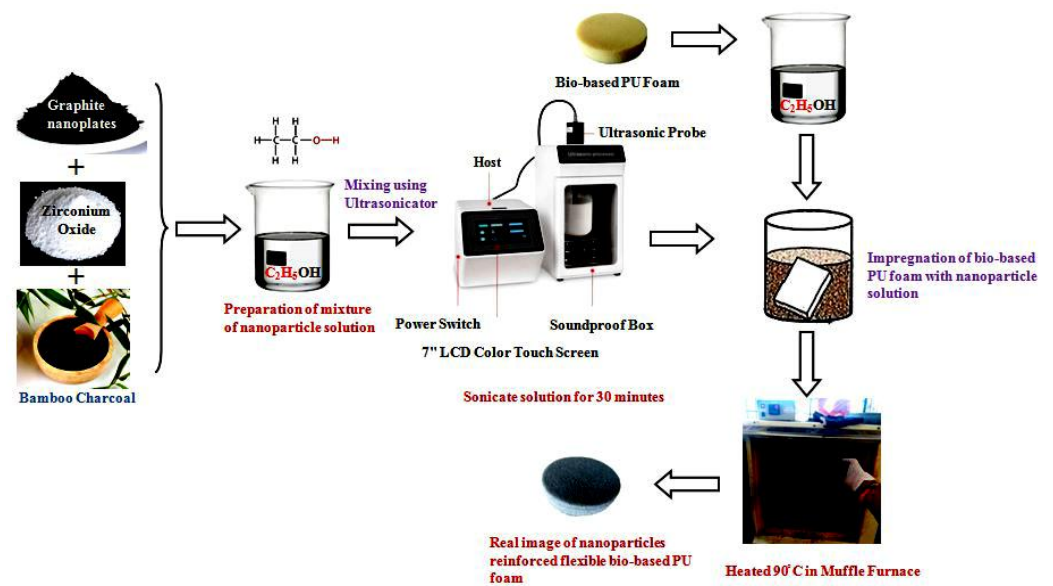 Graphite
nanoplates
+
Zirconium
Oxide
+
Bamboo Charcoal
H H
H C C O H
H H
C₂H₅OH
Preparation of mixture
of nanoparticle solution
Mixing using
Ultrasonicator
Bio-based PU Foam
Ultrasonic Probe
Host
Power Switch
Soundproof Box
7" LCD Color Touch Screen
Sonicate solution for 30 minutes
C₂H₅OH
Impregnation of bio-based
PU foam with nanoparticle
solution
Heated 90°C in Muffle Furnace
Real image of nanoparticles
reinforced flexible bio-based PU
foam